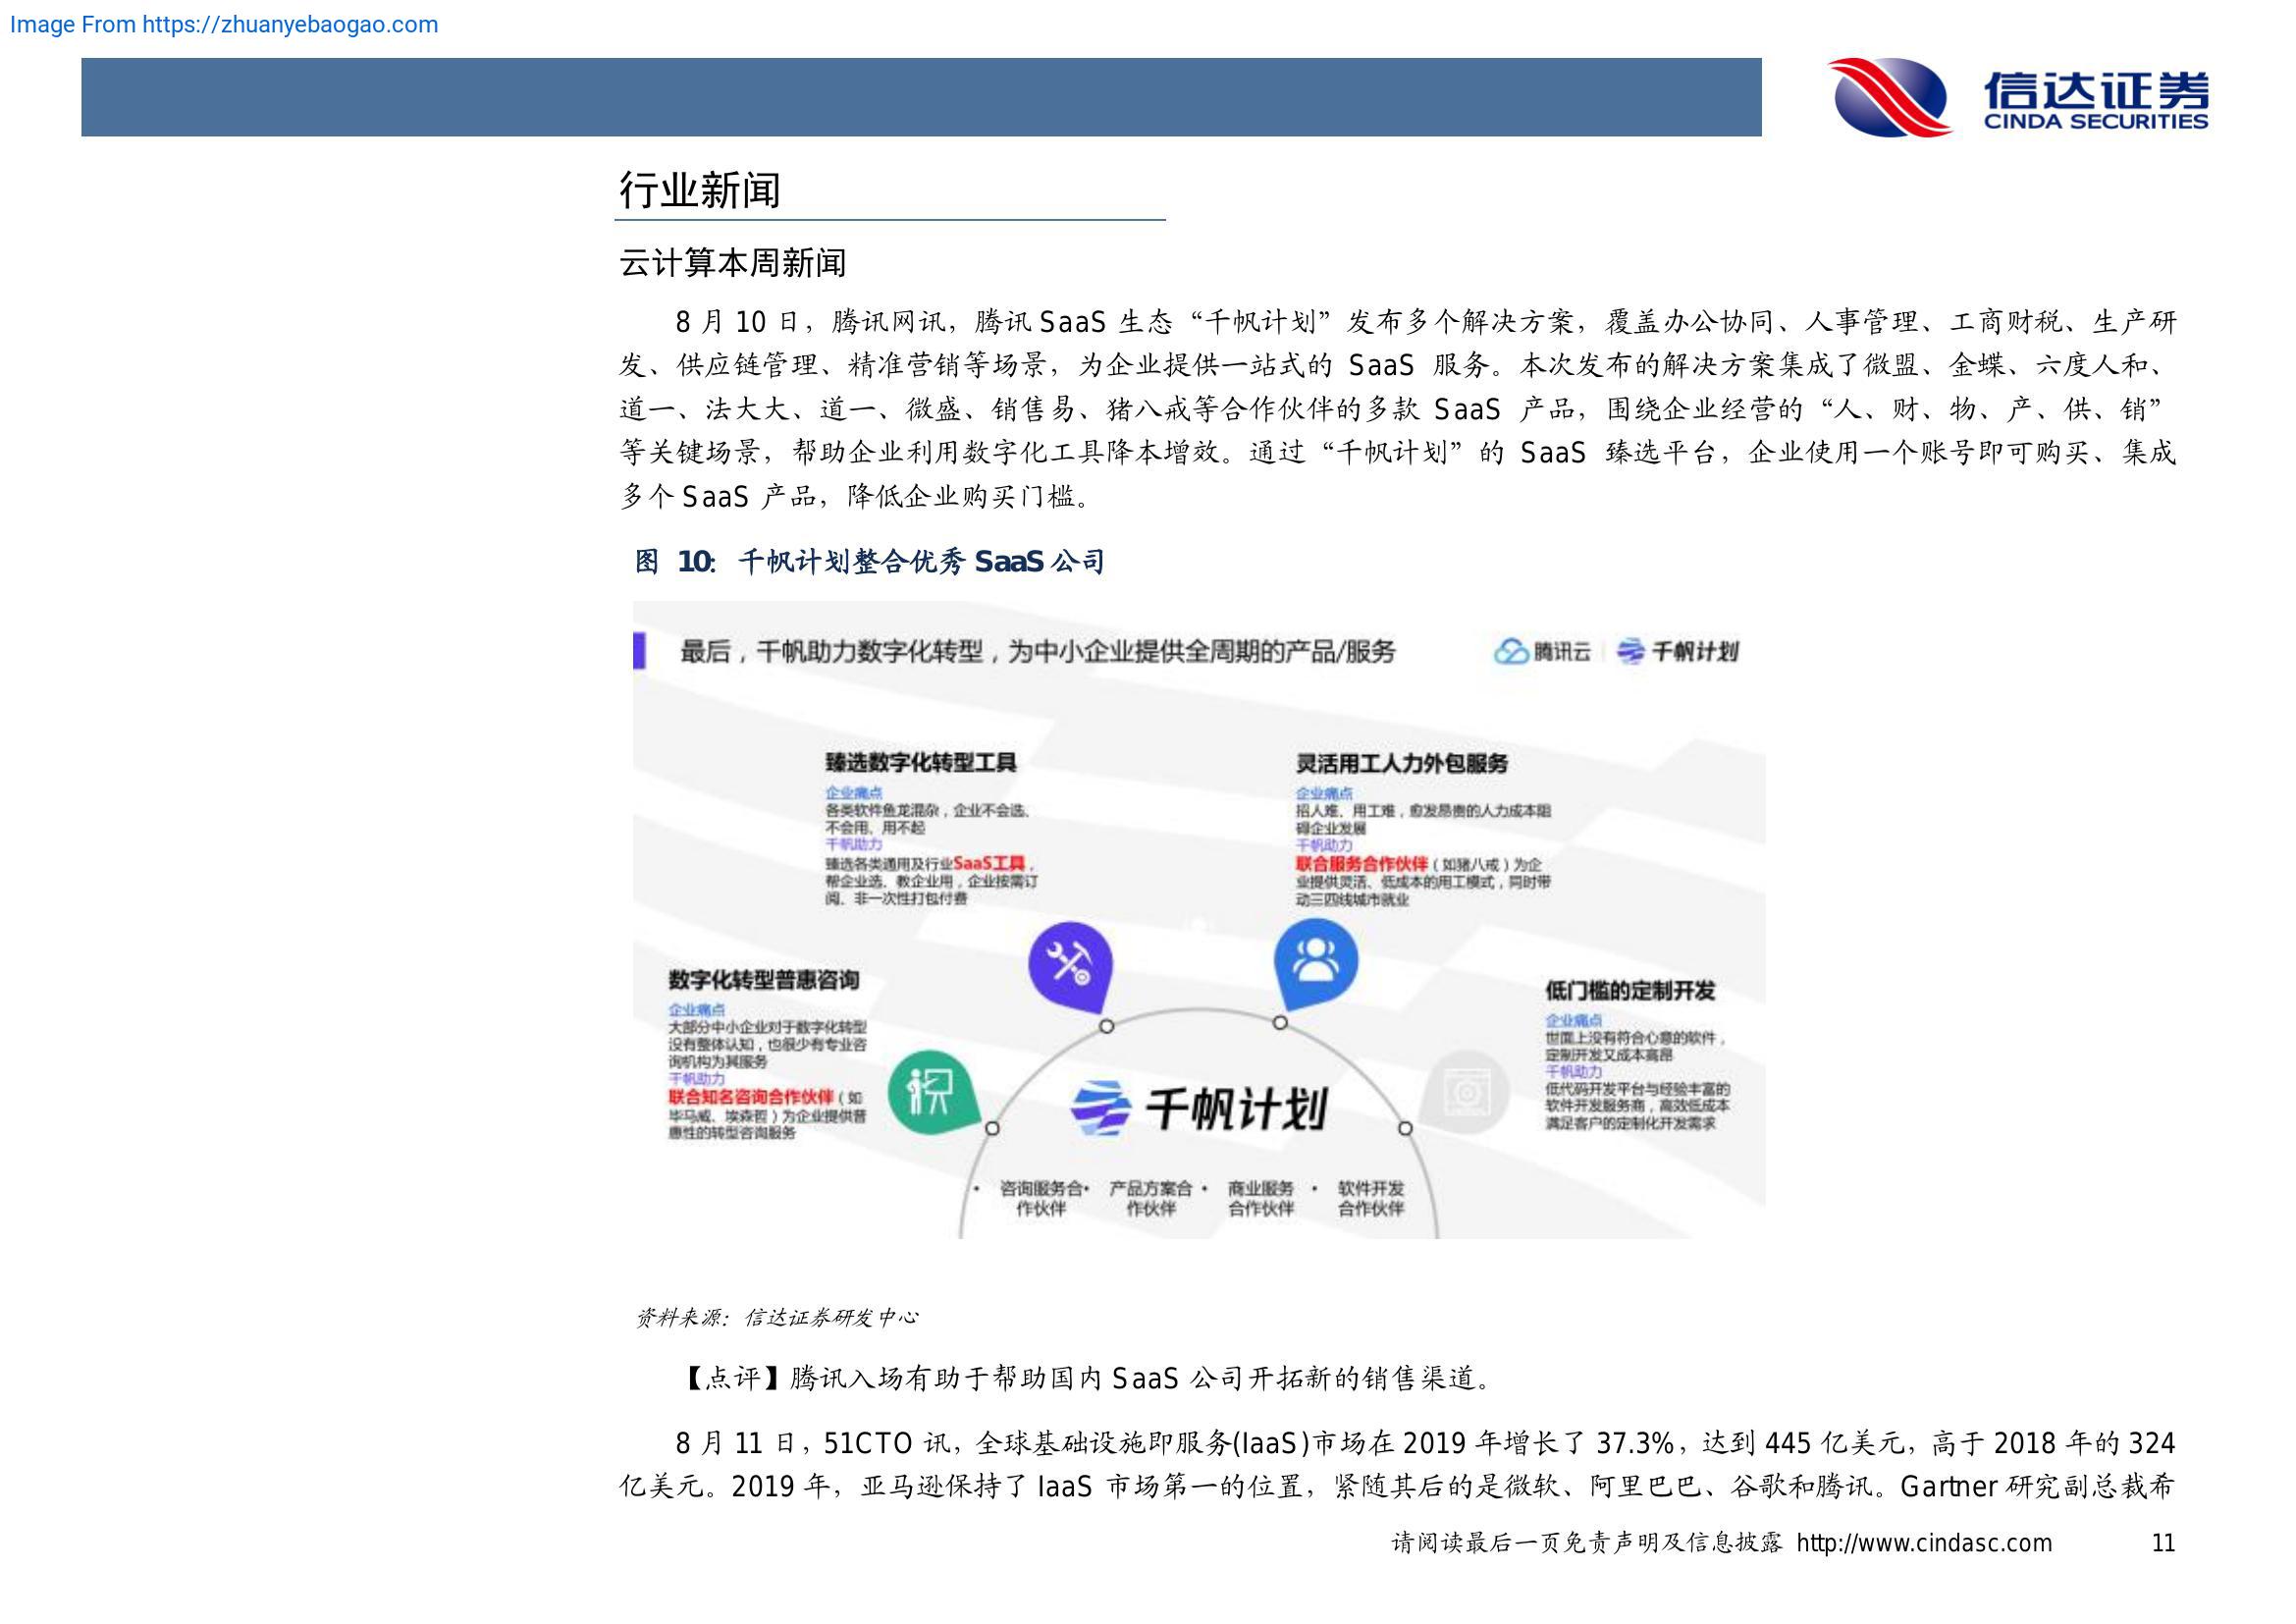 Image From https://zhuanyebaogao.com
信达证券
CINDA SECURITIES
行业新闻
云计算本周新闻
8 月 10 日，腾讯网讯，腾讯 SaaS 生态“千帆计划”发布多个解决方案，覆盖办公协同、人事管理、工商财税、生产研
发、供应链管理、精准营销等场景，为企业提供一站式的 SaaS 服务。本次发布的解决方案集成了微盟、金蝶、六度人和、
道一、法大大、道一、微盛、销售易、猪八戒等合作伙伴的多款 SaaS 产品，围绕企业经营的“人、财、物、产、供、销”
等关键场景，帮助企业利用数字化工具降本增效。通过“千帆计划”的 SaaS 臻选平台，企业使用一个账号即可购买、集成
多个 SaaS 产品，降低企业购买门槛。
图 10：千帆计划整合优秀 SaaS 公司
最后，千帆助力数字化转型，为中小企业提供全周期的产品/服务
腾讯云 | 千帆计划
臻选数字化转型工具
企业痛点
各类软件鱼龙混杂，企业不会选、
不会用、用不起
千帆助力
臻选各类通用及行业SaaS工具，
帮企业选、教企业用，企业按需订
阅、非一次性打包付费
灵活用工人力外包服务
企业痛点
招人难、用工难，愈发昂贵的人力成本阻
碍企业发展
千帆助力
联合服务合作伙伴（如猪八戒）为企
业提供灵活、低成本的用工模式，同时带
动三四线城市就业
数字化转型普惠咨询
企业痛点
大部分中小企业对于数字化转型
没有整体认知，也很少有专业咨
询机构为其服务
千帆助力
联合知名咨询合作伙伴（如
毕马威、埃森哲）为企业提供普
惠性的转型咨询服务
低门槛的定制开发
企业痛点
世面上没有符合心意的软件，
定制开发又成本高昂
千帆助力
低代码开发平台与经验丰富的
软件开发服务商，高效低成本
满足客户的定制化开发需求
千帆计划
• 咨询服务合• 产品方案合 • 商业服务 • 软件开发
作伙伴 作伙伴 合作伙伴 合作伙伴
资料来源：信达证券研发中心
【点评】腾讯入场有助于帮助国内 SaaS 公司开拓新的销售渠道。
8 月 11 日，51CTO 讯，全球基础设施即服务(IaaS)市场在 2019 年增长了 37.3%，达到 445 亿美元，高于 2018 年的 324
亿美元。2019 年，亚马逊保持了 IaaS 市场第一的位置，紧随其后的是微软、阿里巴巴、谷歌和腾讯。Gartner 研究副总裁希
请阅读最后一页免责声明及信息披露 http://www.cindasc.com 11